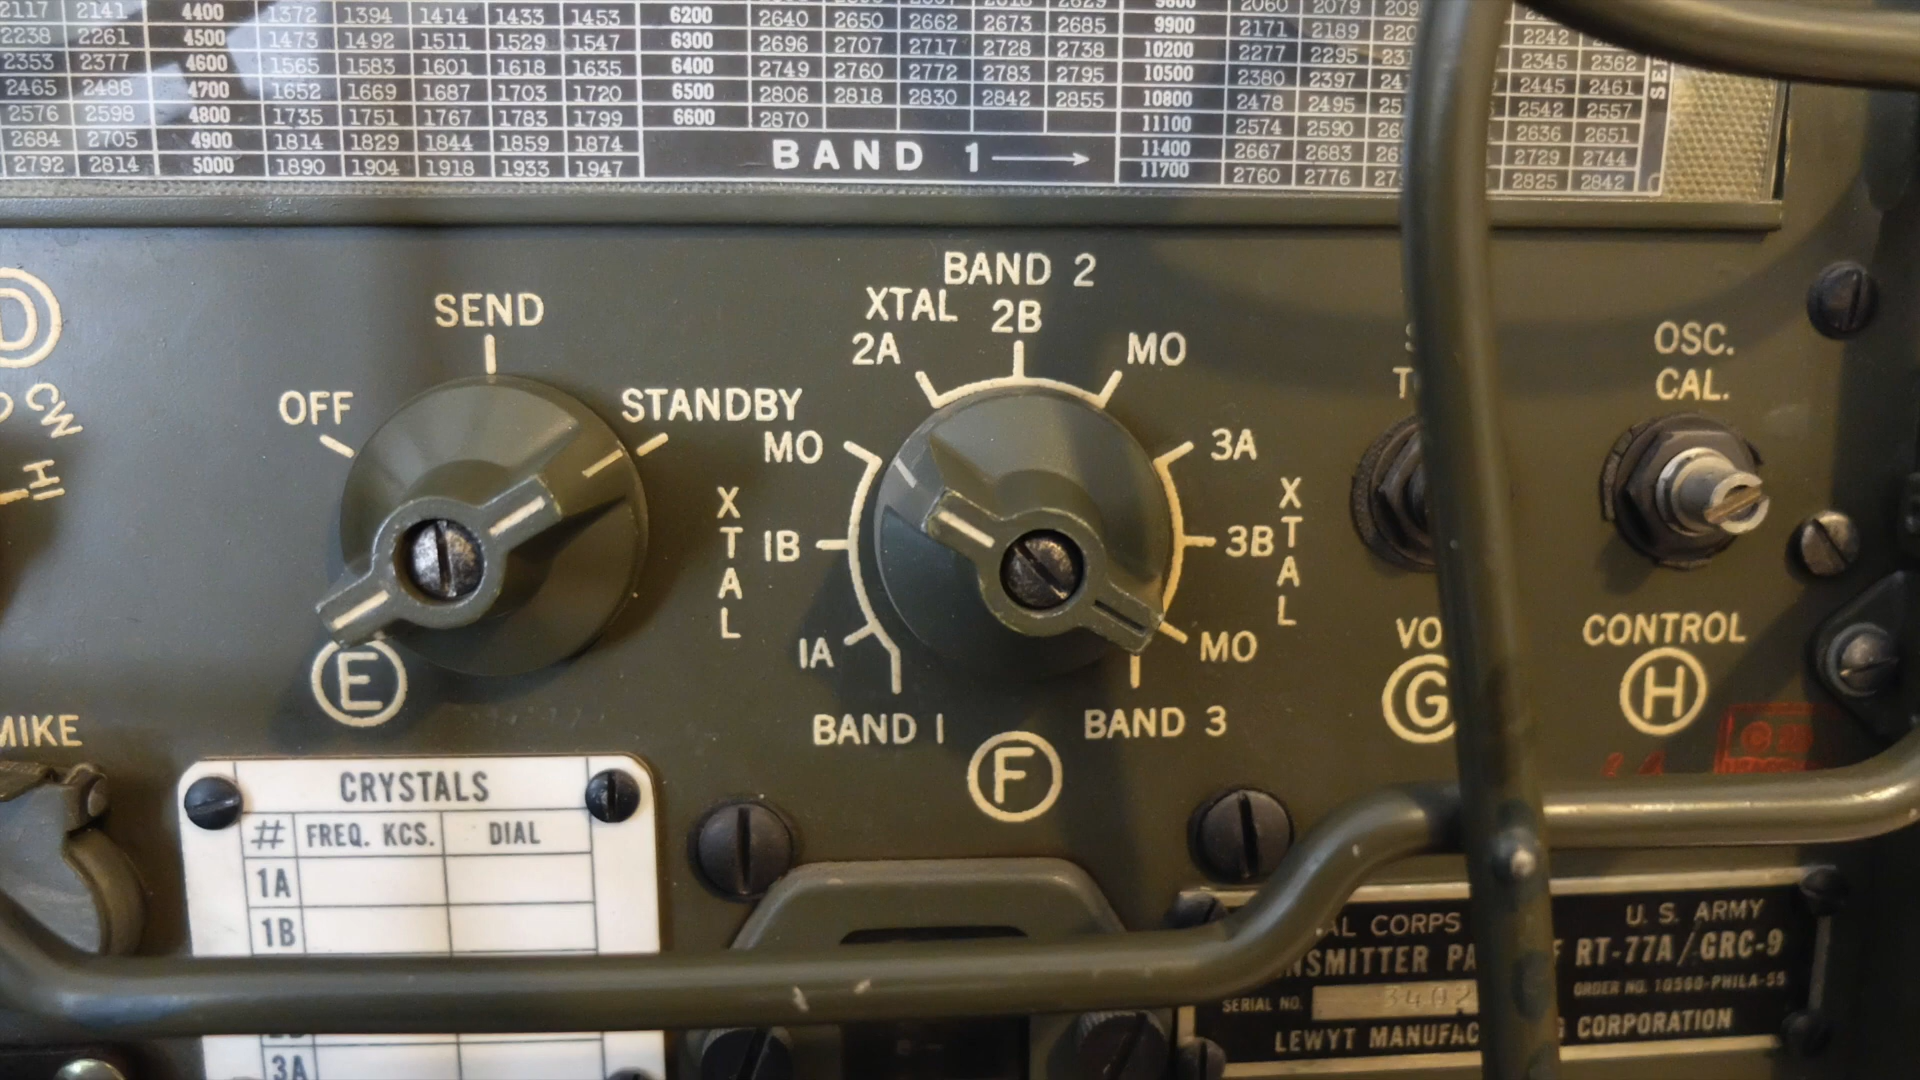 2117 2141 4400 1372 1394 1414 1433 1453 6200 2640 2650 2662 2673 2685 2060 2079
2238 2261 4500 1473 1492 1511 1529 1547 6300 2696 2707 2717 2728 2738 9900 2171 2189 2242
2353 2377 4600 1565 1583 1601 1618 1635 6400 2749 2760 2772 2783 2795 10200 2277 2295 2345 2362
2465 2488 4700 1652 1669 1687 1703 1720 6500 2806 2818 2830 2842 2855 10500 2380 2397 2445 2461
2576 2598 4800 1735 1751 1767 1783 1799 6600 2870 10800 2478 2495 2542 2557
2684 2705 4900 1814 1829 1844 1859 1874 11100 2574 2590 2636 2651
2792 2814 5000 1890 1904 1918 1933 1947 11400 2667 2683 2729 2744
11700 2760 2776 2825 2842
BAND 1
D
CW
HI
OFF
SEND
STANDBY
E
BAND 2
XTAL
2A
2B
MO
MO
XTAL
1B
1A
BAND 1
3A
3B
XTAL
MO
BAND 3
F
G
OSC.
CAL.
CONTROL
H
MIKE
CRYSTALS
# FREQ. KCS. DIAL
1A
1B
3A
CORPS U. S. ARMY
RT-77A/GRC-9
SERIAL NO. ORDER NO. 10568-PHILA-55
LEWYT CORPORATION